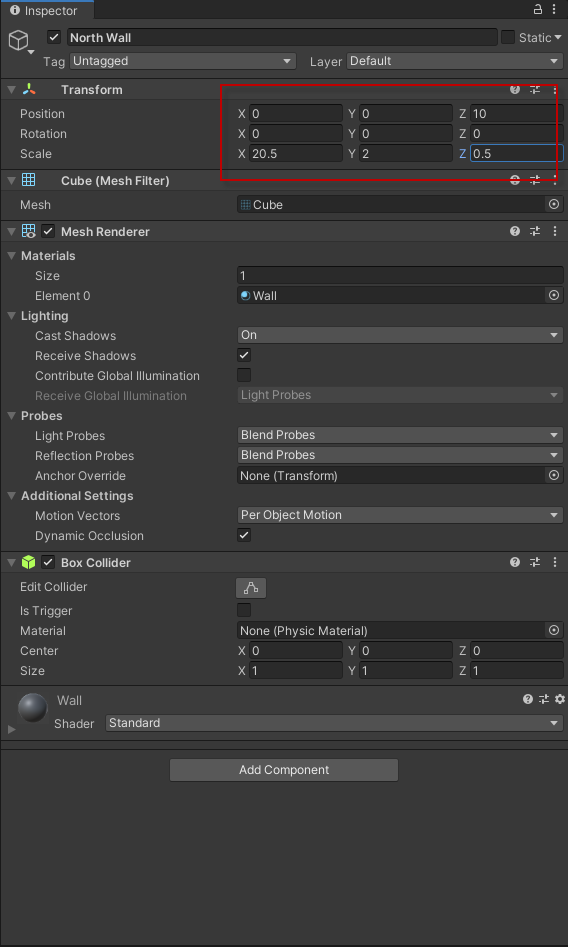 Inspector
North Wall Static
Tag Untagged Layer Default
Transform
Position X 0 Y 0 Z 10
Rotation X 0 Y 0 Z 0
Scale X 20.5 Y 2 Z 0.5
Cube (Mesh Filter)
Mesh Cube
Mesh Renderer
Materials
Size 1
Element 0 Wall
Lighting
Cast Shadows On
Receive Shadows
Contribute Global Illumination
Receive Global Illumination Light Probes
Probes
Light Probes Blend Probes
Reflection Probes Blend Probes
Anchor Override None (Transform)
Additional Settings
Motion Vectors Per Object Motion
Dynamic Occlusion
Box Collider
Edit Collider
Is Trigger
Material None (Physic Material)
Center X 0 Y 0 Z 0
Size X 1 Y 1 Z 1
Wall
Shader Standard
Add Component